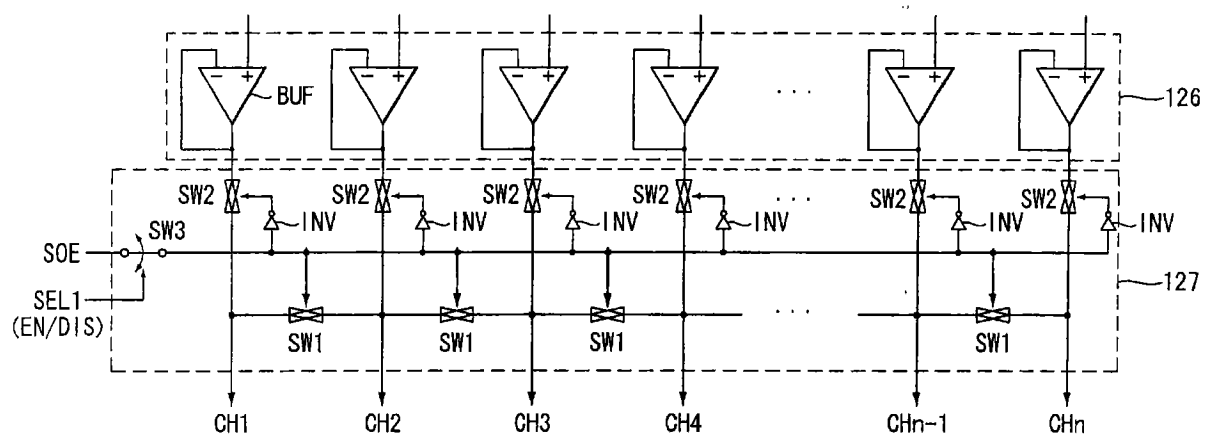 − + − + − + − + − + − +
BUF
. . .
126
SW2 INV SW2 INV SW2 INV SW2 INV . . . SW2 INV SW2 INV
SOE SW3
SEL1
(EN/DIS)
127
SW1 SW1 SW1 SW1
. . .
CH1 CH2 CH3 CH4 CHn-1 CHn